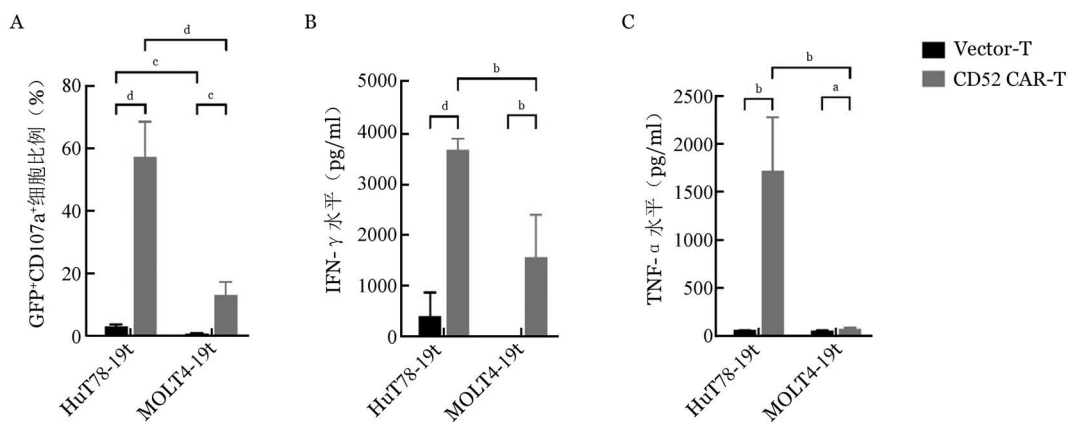 A
B
C
Vector-T
CD52 CAR-T
GFP⁺CD107a⁺细胞比例（%）
80
60
40
20
0
d
c
d
c
HuT78-19t
MOLT4-19t
IFN-γ 水平（pg/ml）
5000
4000
3000
2000
1000
0
b
d
b
HuT78-19t
MOLT4-19t
TNF-α 水平（pg/ml）
2500
2000
1500
1000
500
0
b
b
a
HuT78-19t
MOLT4-19t